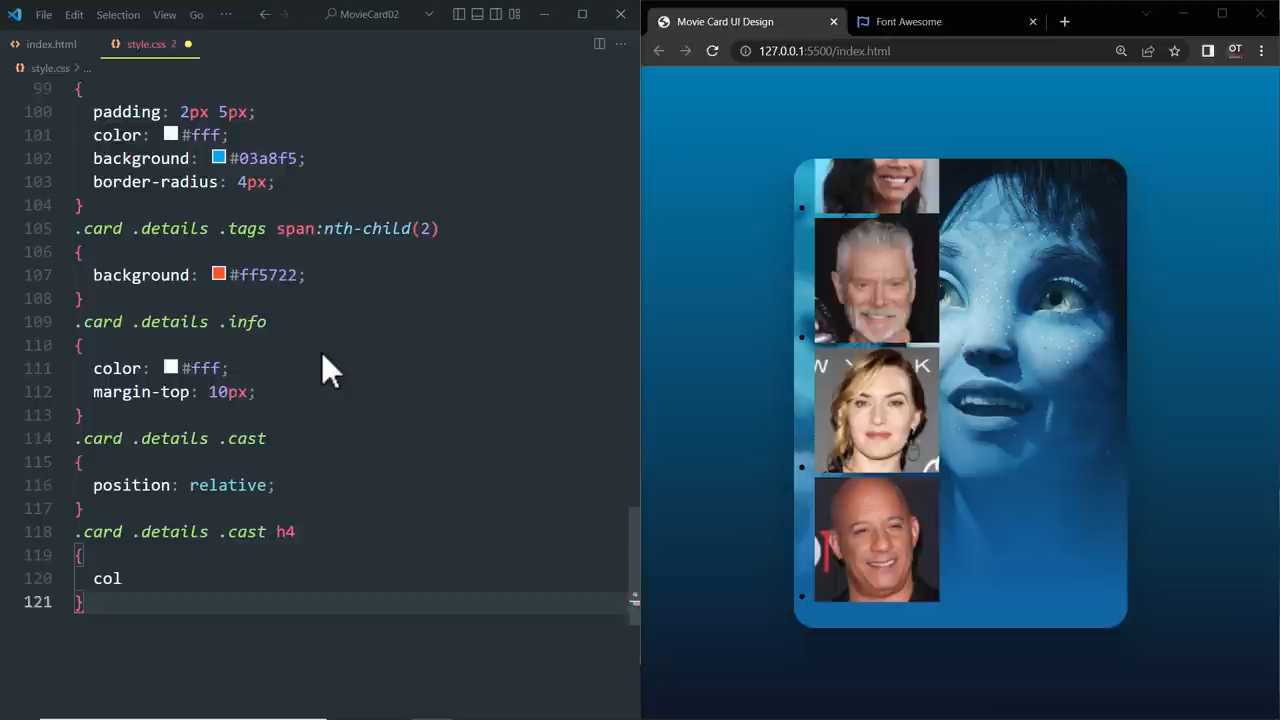 File Edit Selection View Go ··· MovieCard02
index.html style.css 2
style.css > ...
99 {
100 padding: 2px 5px;
101 color: #fff;
102 background: #03a8f5;
103 border-radius: 4px;
104 }
105 .card .details .tags span:nth-child(2)
106 {
107 background: #ff5722;
108 }
109 .card .details .info
110 {
111 color: #fff;
112 margin-top: 10px;
113 }
114 .card .details .cast
115 {
116 position: relative;
117 }
118 .card .details .cast h4
119 {
120 col
121 }
Movie Card UI Design Font Awesome
127.0.0.1:5500/index.html
OT
W Y O R K